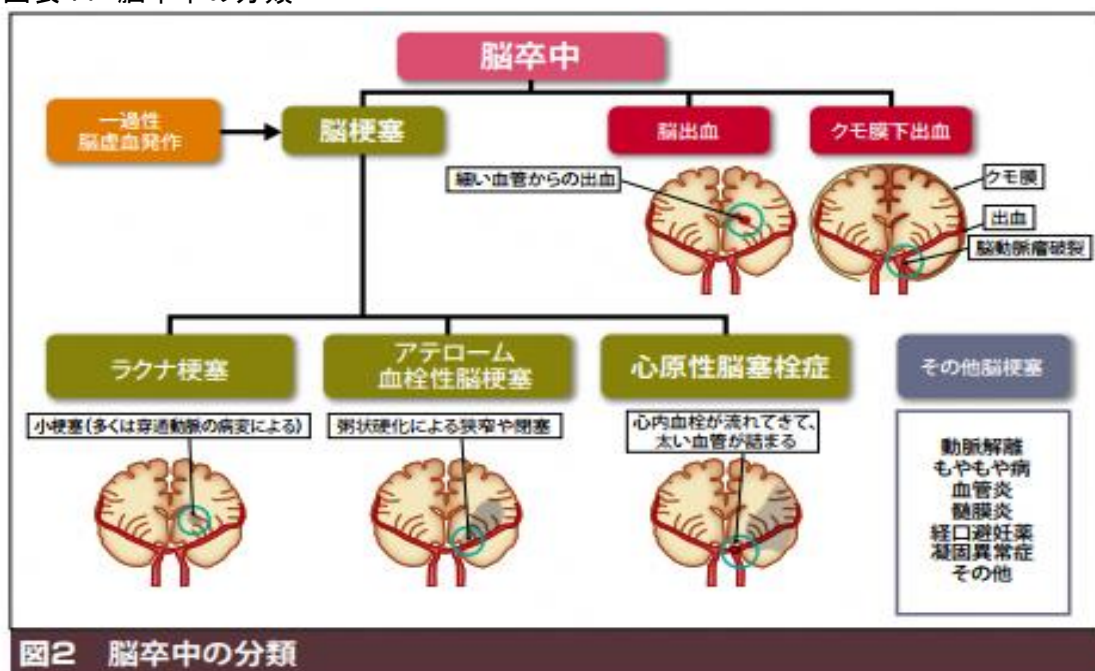 脳卒中
一過性
脳虚血発作
脳梗塞
脳出血
クモ膜下出血
細い血管からの出血
クモ膜
出血
脳動脈瘤破裂
ラクナ梗塞
アテローム
血栓性脳梗塞
心原性脳塞栓症
その他脳梗塞
小梗塞(多くは穿通動脈の病変による)
粥状硬化による狭窄や閉塞
心内血栓が流れてきて、
太い血管が詰まる
動脈解離
もやもや病
血管炎
髄膜炎
経口避妊薬
凝固異常症
その他
図2 脳卒中の分類